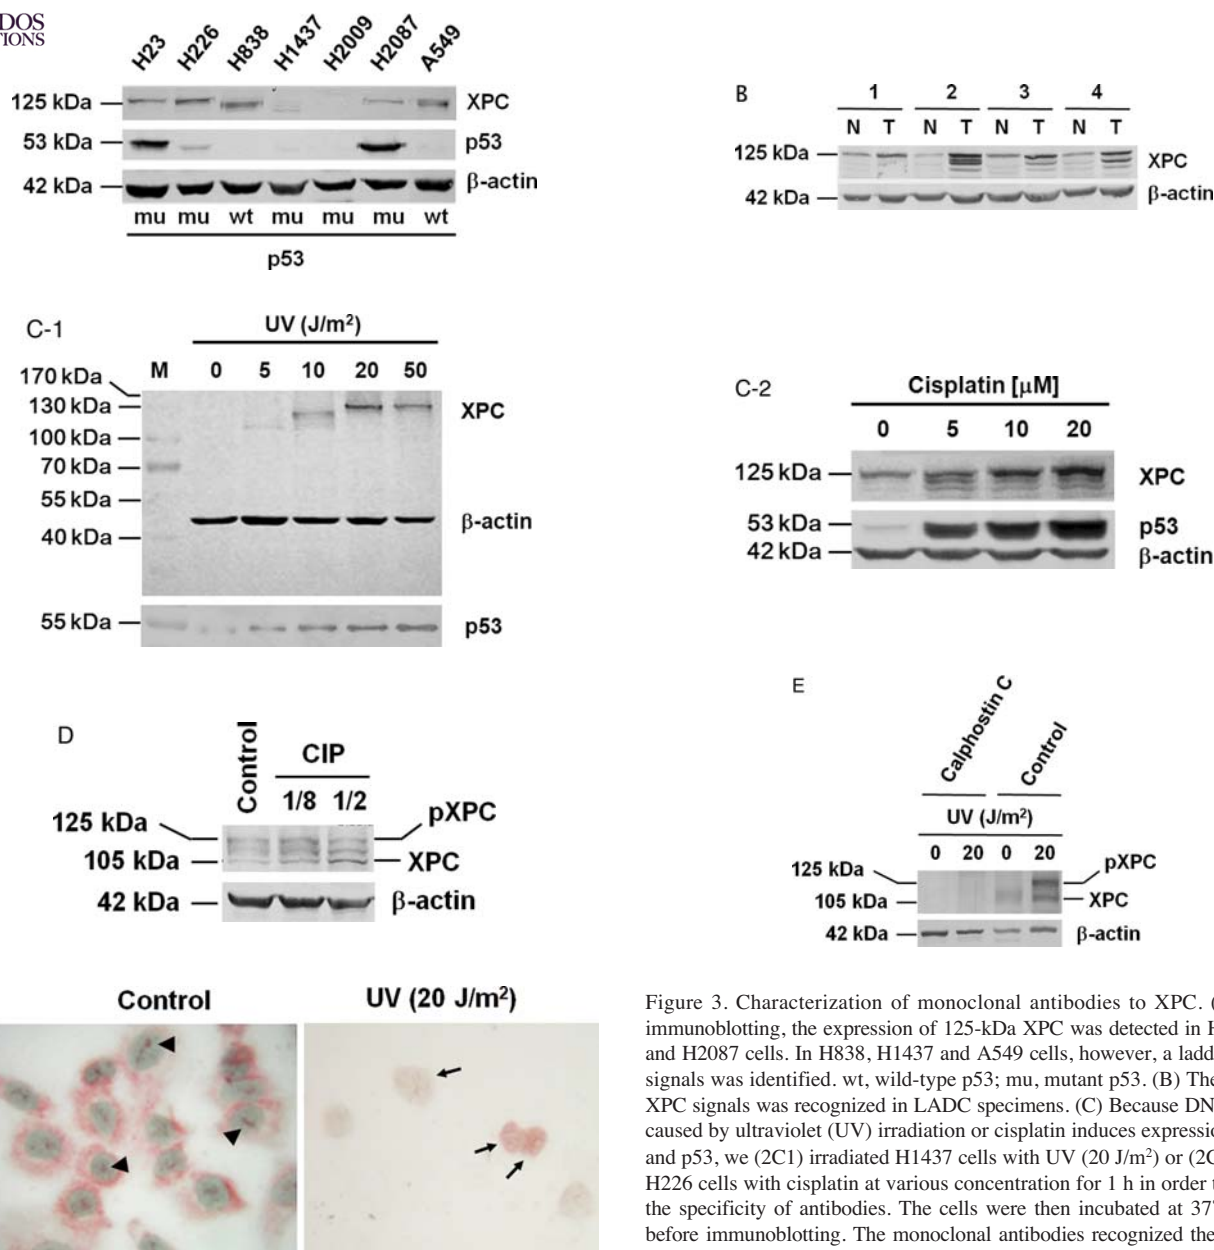 DOS
TIONS
H23 H226 H838 H1437 H2009 H2087 A549
125 kDa XPC
53 kDa p53
42 kDa β-actin
mu mu wt mu mu mu wt
p53
B 1 2 3 4
N T N T N T N T
125 kDa XPC
42 kDa β-actin
C-1 UV (J/m²)
M 0 5 10 20 50
170 kDa
130 kDa XPC
100 kDa
70 kDa
55 kDa
β-actin
40 kDa
55 kDa p53
C-2 Cisplatin [µM]
0 5 10 20
125 kDa XPC
53 kDa p53
42 kDa β-actin
D Control CIP
1/8 1/2
125 kDa pXPC
105 kDa XPC
42 kDa β-actin
E
Calphostin C Control
UV (J/m²)
0 20 0 20
125 kDa pXPC
105 kDa XPC
42 kDa β-actin
Control UV (20 J/m²)
Figure 3. Characterization of monoclonal antibodies to XPC. (
immunoblotting, the expression of 125-kDa XPC was detected in H
and H2087 cells. In H838, H1437 and A549 cells, however, a ladd
signals was identified. wt, wild-type p53; mu, mutant p53. (B) The
XPC signals was recognized in LADC specimens. (C) Because DN
caused by ultraviolet (UV) irradiation or cisplatin induces expressio
and p53, we (2C1) irradiated H1437 cells with UV (20 J/m²) or (2C
H226 cells with cisplatin at various concentration for 1 h in order t
the specificity of antibodies. The cells were then incubated at 37
before immunoblotting. The monoclonal antibodies recognized the